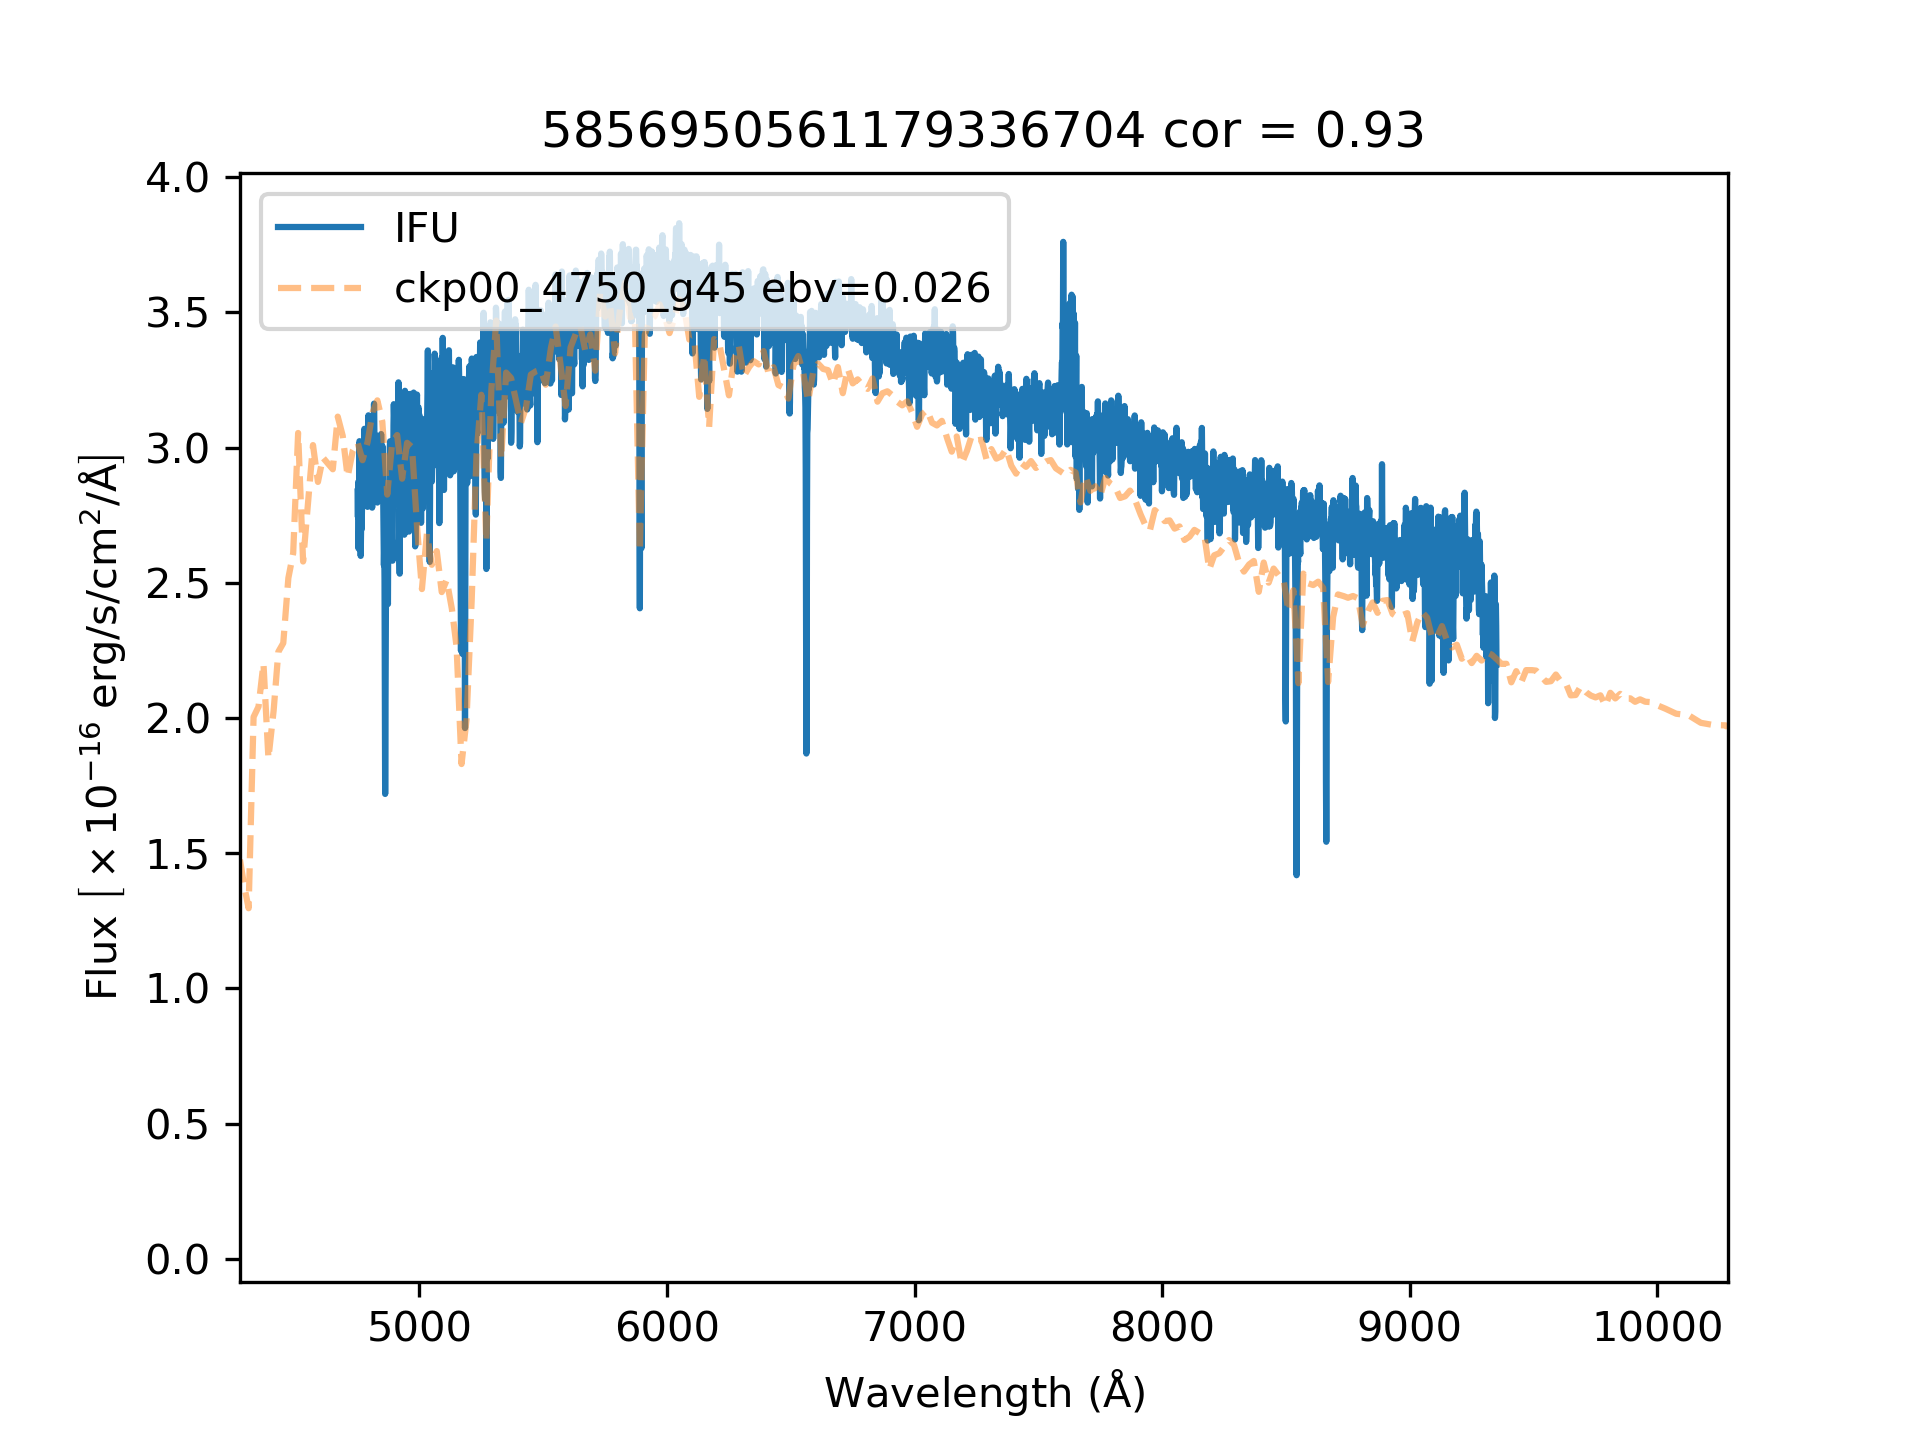 5856950561179336704 cor = 0.93
IFU
ckp00_4750_g45 ebv=0.026
Flux [× 10⁻¹⁶ erg/s/cm²/Å]
4.0
3.5
3.0
2.5
2.0
1.5
1.0
0.5
0.0
5000 6000 7000 8000 9000 10000
Wavelength (Å)